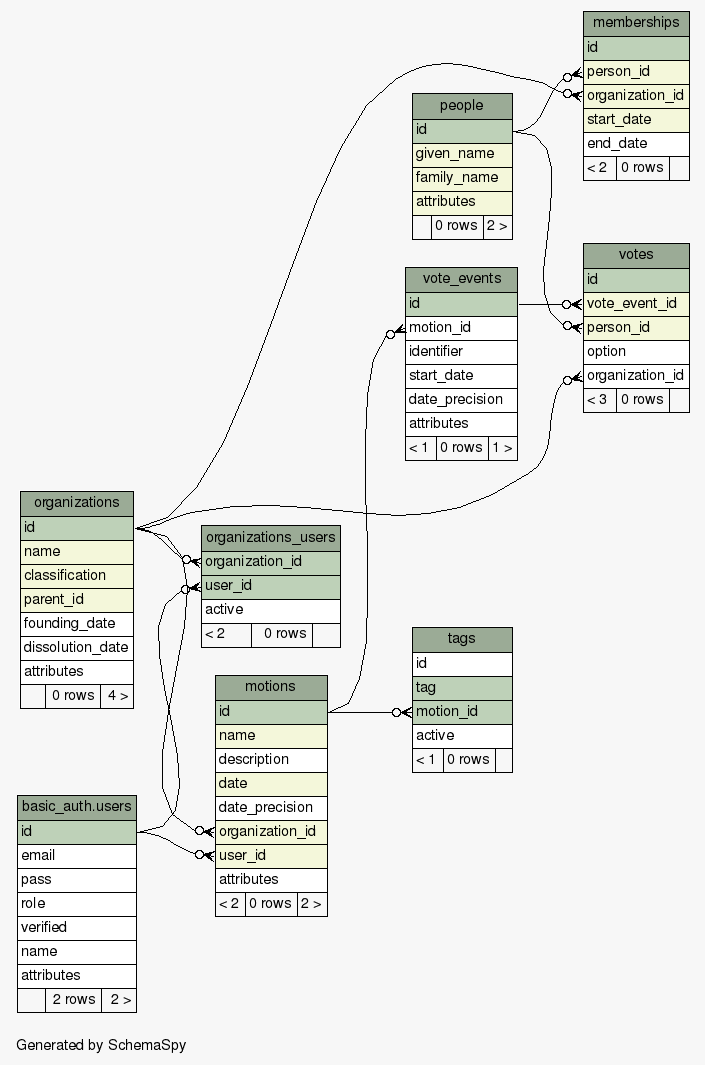 memberships
id
person_id
organization_id
start_date
end_date
< 2 0 rows
people
id
given_name
family_name
attributes
0 rows 2 >
votes
id
vote_event_id
person_id
option
organization_id
< 3 0 rows
vote_events
id
motion_id
identifier
start_date
date_precision
attributes
< 1 0 rows 1 >
organizations
id
name
classification
parent_id
founding_date
dissolution_date
attributes
0 rows 4 >
organizations_users
organization_id
user_id
active
< 2 0 rows
tags
id
tag
motion_id
active
< 1 0 rows
motions
id
name
description
date
date_precision
organization_id
user_id
attributes
< 2 0 rows 2 >
basic_auth.users
id
email
pass
role
verified
name
attributes
2 rows 2 >
Generated by SchemaSpy